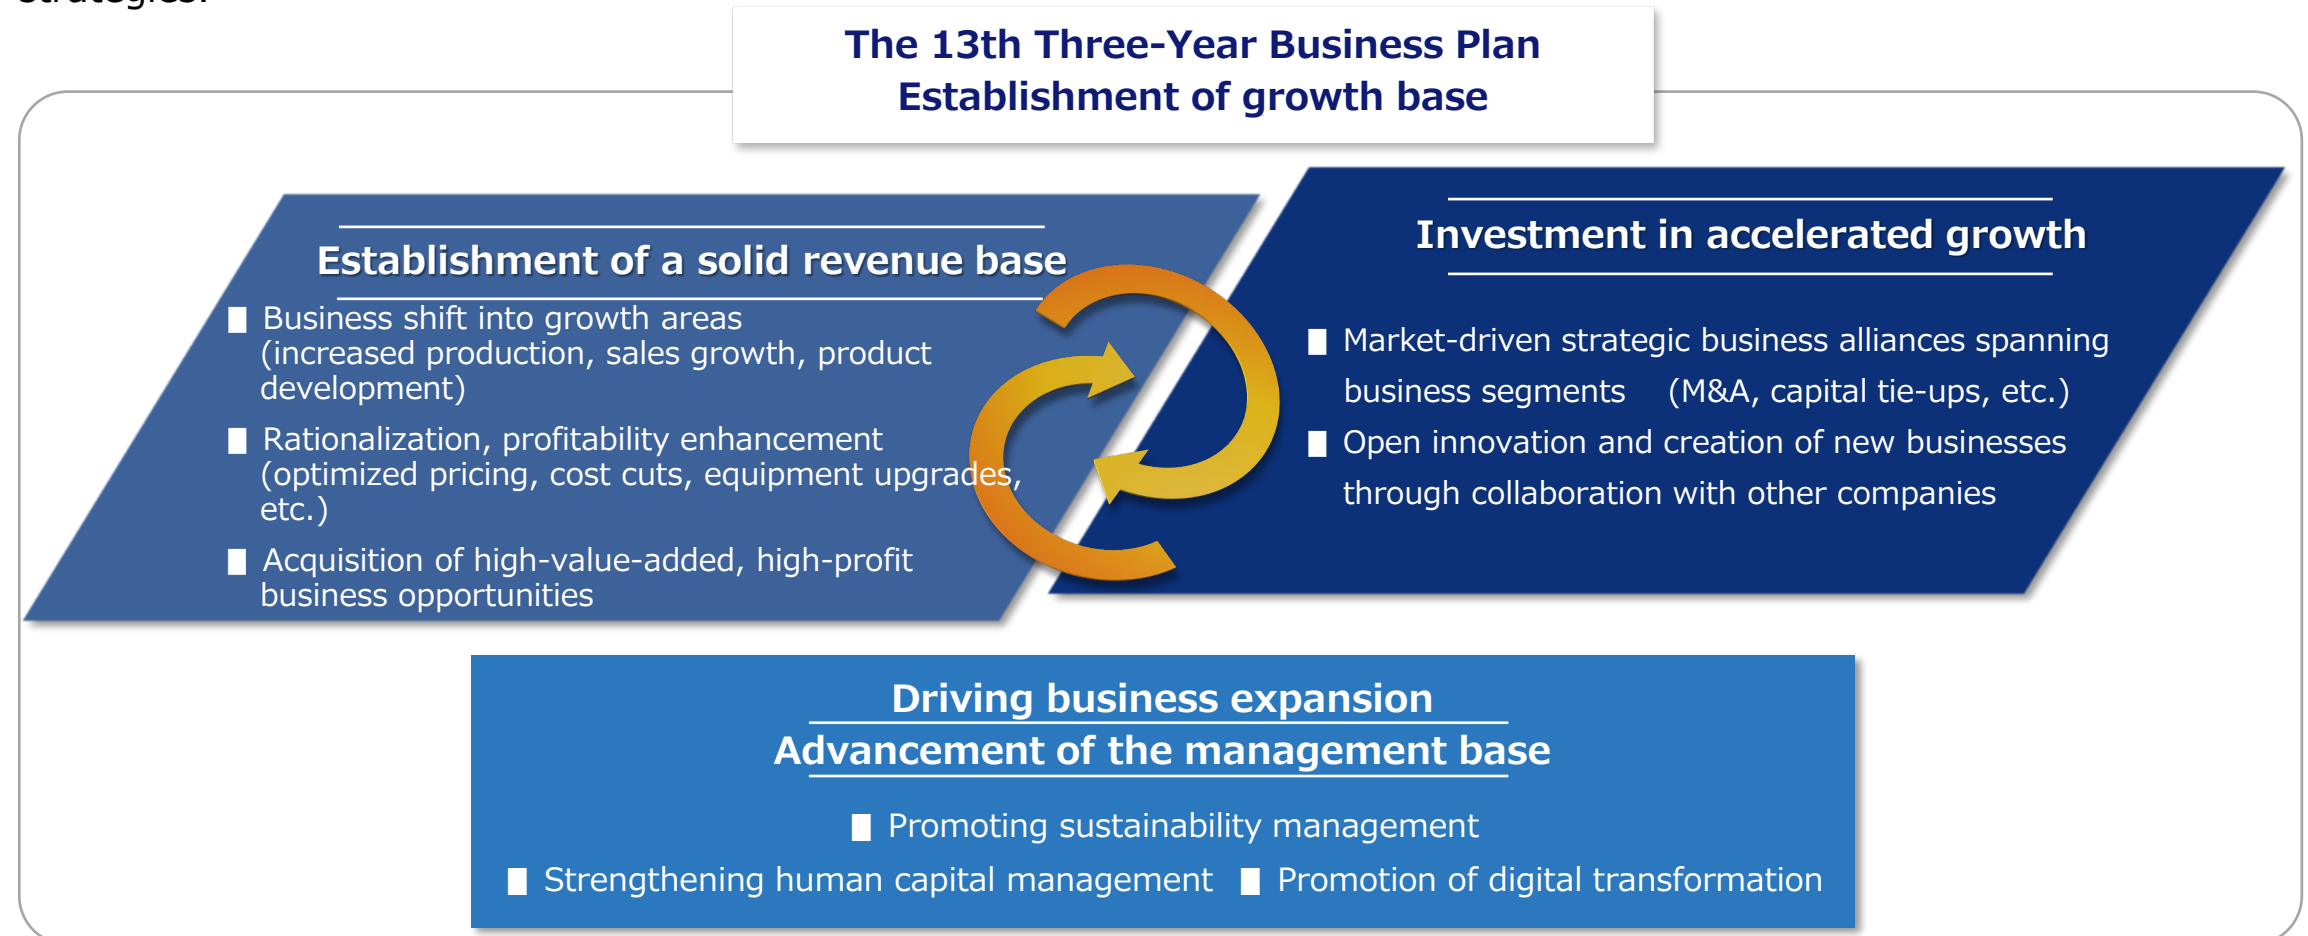 strategies.
The 13th Three-Year Business Plan
Establishment of growth base
Establishment of a solid revenue base
■ Business shift into growth areas
(increased production, sales growth, product
development)
■ Rationalization, profitability enhancement
(optimized pricing, cost cuts, equipment upgrades,
etc.)
■ Acquisition of high-value-added, high-profit
business opportunities
Investment in accelerated growth
■ Market-driven strategic business alliances spanning
business segments (M&A, capital tie-ups, etc.)
■ Open innovation and creation of new businesses
through collaboration with other companies
Driving business expansion
Advancement of the management base
■ Promoting sustainability management
■ Strengthening human capital management ■ Promotion of digital transformation